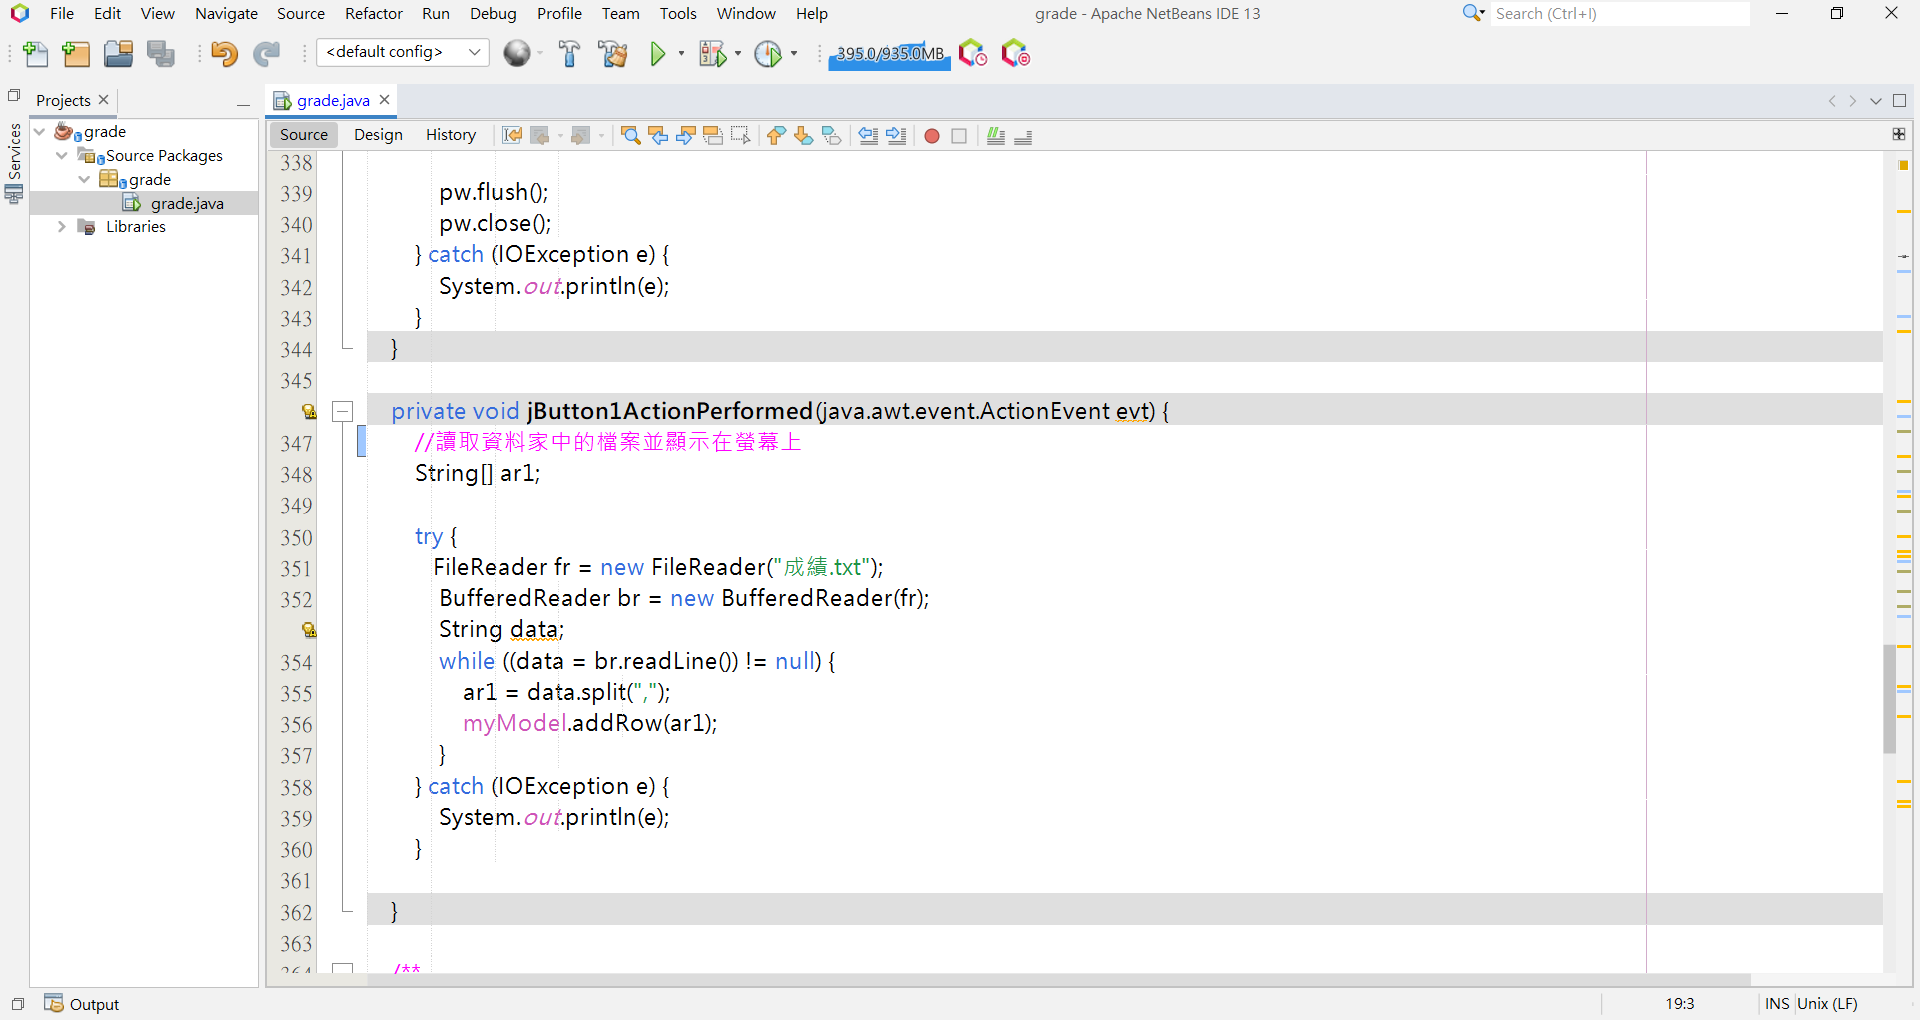 File Edit View Navigate Source Refactor Run Debug Profile Team Tools Window Help
grade - Apache NetBeans IDE 13
Search (Ctrl+I)
<default config>
395.0/935.0MB
Projects
grade.java
Services
grade
Source Packages
grade
grade.java
Libraries
Source Design History
338
339 pw.flush();
340 pw.close();
341 } catch (IOException e) {
342 System.out.println(e);
343 }
344 }
345
private void jButton1ActionPerformed(java.awt.event.ActionEvent evt) {
347 //讀取資料家中的檔案並顯示在螢幕上
348 String[] ar1;
349
350 try {
351 FileReader fr = new FileReader("成績.txt");
352 BufferedReader br = new BufferedReader(fr);
String data;
354 while ((data = br.readLine()) != null) {
355 ar1 = data.split(",");
356 myModel.addRow(ar1);
357 }
358 } catch (IOException e) {
359 System.out.println(e);
360 }
361
362 }
363
364 /**
Output
19:3 INS Unix (LF)